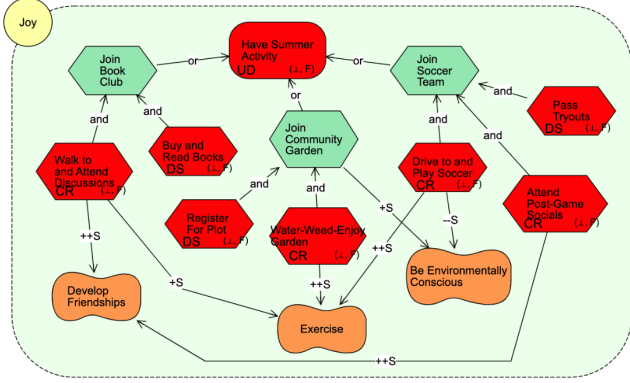 Joy
Join
Book
Club
or
Have Summer
Activity
UD
(⊥, F)
or
Join
Soccer
Team
and
and
or
and
and
and
Pass
Tryouts
DS
(⊥, F)
Buy and
Read Books
DS
(⊥, F)
Join
Community
Garden
Walk to
and Attend
Discussions
CR
(⊥, F)
Drive to and
Play Soccer
CR
(⊥, F)
and
and
Attend
Post-Game
Socials
CR
(⊥, F)
Register
For Plot
DS
(⊥, F)
+S
--S
Water-Weed-Enjoy
Garden
CR
(⊥, F)
++S
++S
+S
++S
Be Environmentally
Conscious
Develop
Friendships
Exercise
++S